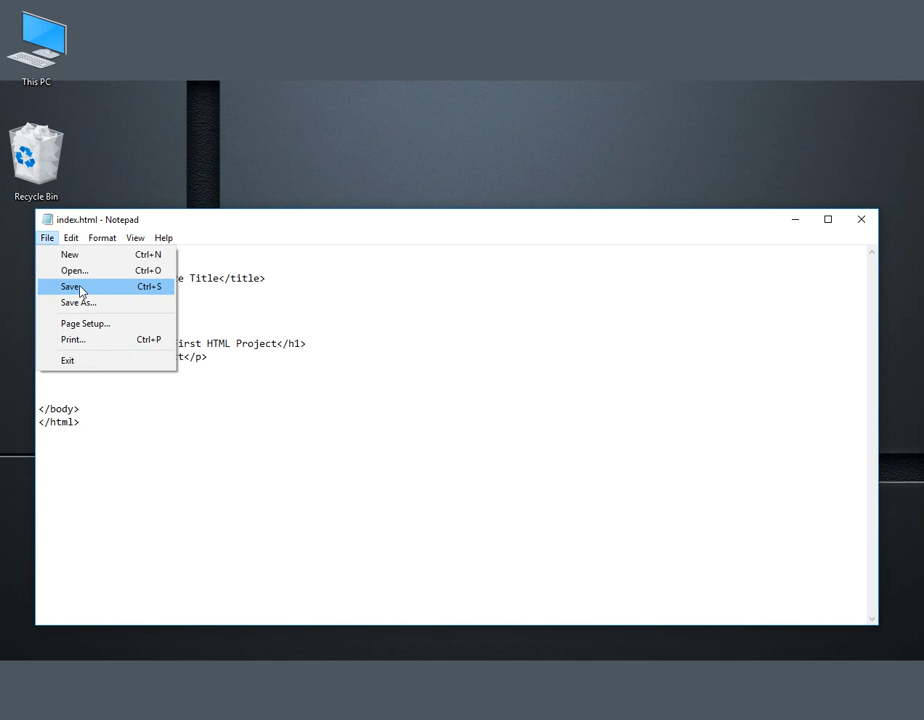 This PC
Recycle Bin
index.html - Notepad
File Edit Format View Help
New Ctrl+N
Open... Ctrl+O
Save Ctrl+S
Save As...
Page Setup...
Print... Ctrl+P
Exit
e Title</title>
irst HTML Project</h1>
t</p>
</body>
</html>